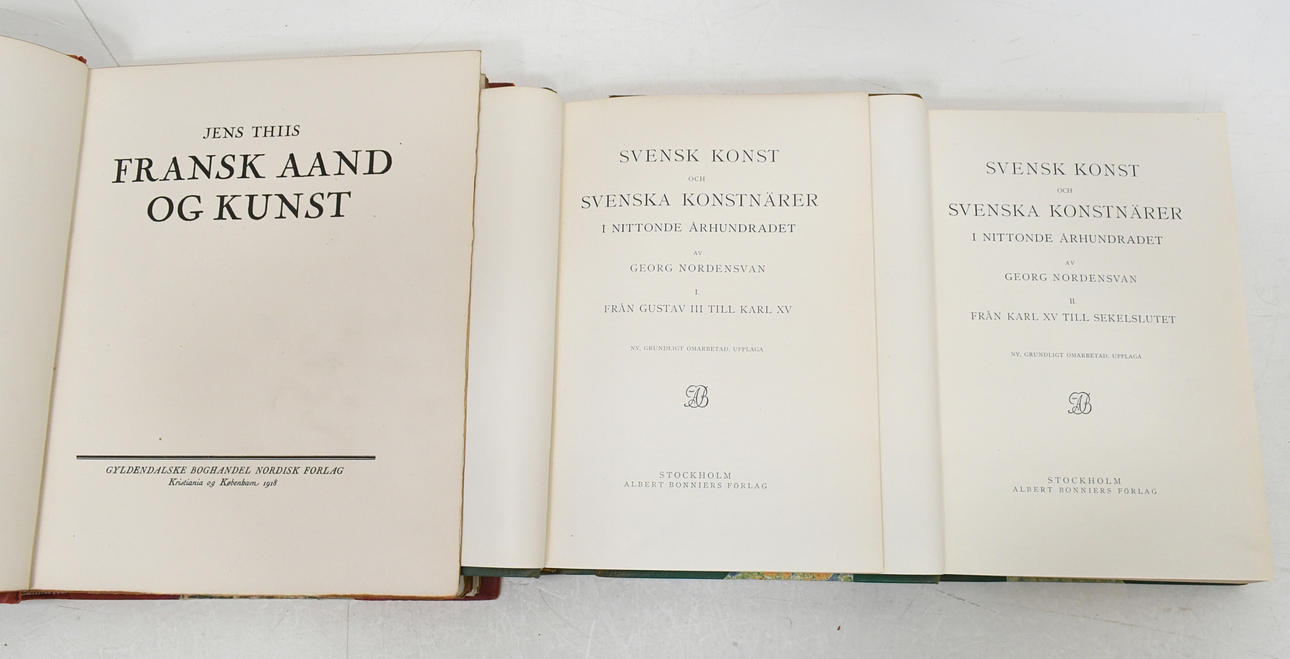 JENS THIIS
FRANSK AAND
OG KUNST
GYLDENDALSKE BOGHANDEL NORDISK FORLAG
Kristiania og København 1918
SVENSK KONST
OCH
SVENSKA KONSTNÄRER
I NITTONDE ÅRHUNDRADET
AV
GEORG NORDENSVAN
I.
FRÅN GUSTAV III TILL KARL XV
NY, GRUNDLIGT OMARBETAD, UPPLAGA
AB
STOCKHOLM
ALBERT BONNIERS FÖRLAG
SVENSK KONST
OCH
SVENSKA KONSTNÄRER
I NITTONDE ÅRHUNDRADET
AV
GEORG NORDENSVAN
II.
FRÅN KARL XV TILL SEKELSLUTET
NY, GRUNDLIGT OMARBETAD, UPPLAGA
AB
STOCKHOLM
ALBERT BONNIERS FÖRLAG